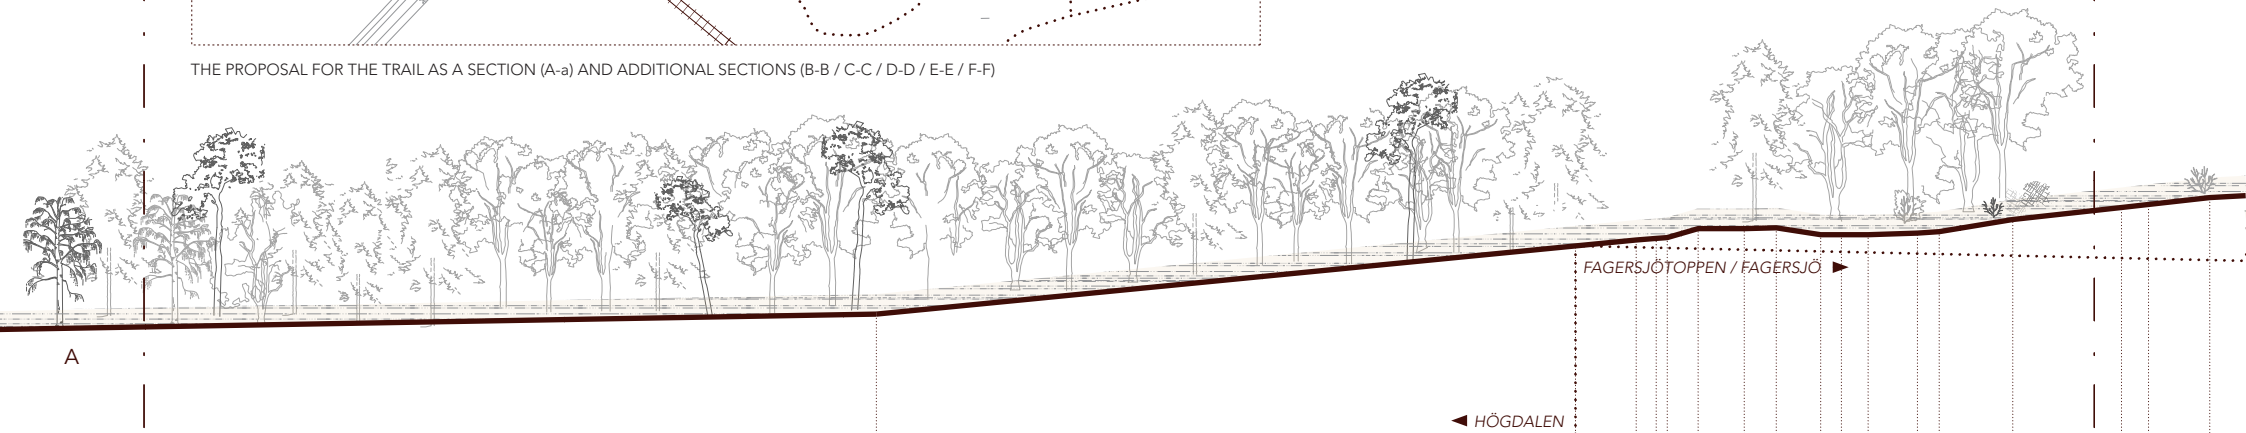 THE PROPOSAL FOR THE TRAIL AS A SECTION (A-a) AND ADDITIONAL SECTIONS (B-B / C-C / D-D / E-E / F-F)
FAGERSJÖTOPPEN / FAGERSJÖ
A
HÖGDALEN